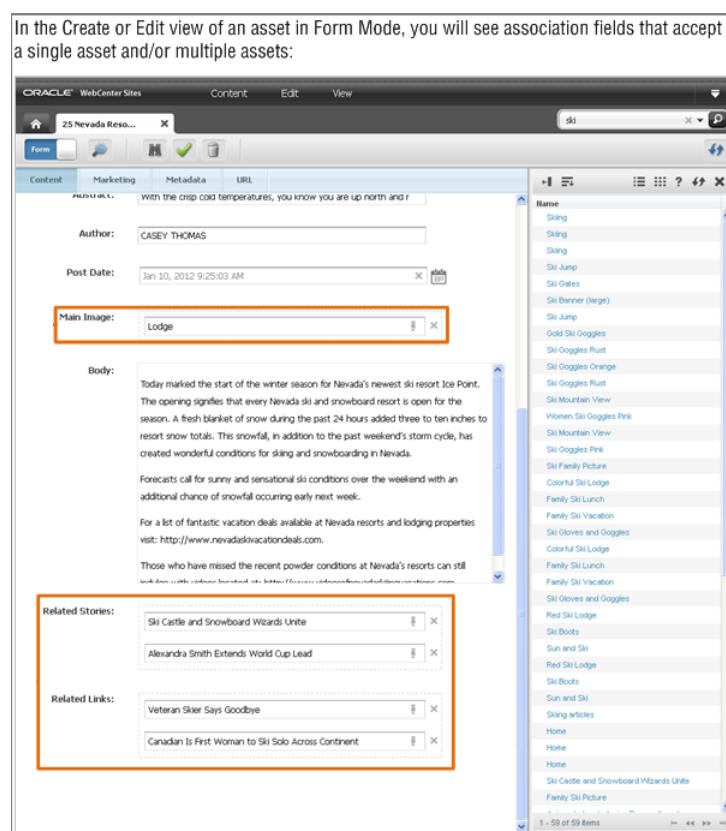 In the Create or Edit view of an asset in Form Mode, you will see association fields that accept
a single asset and/or multiple assets:
ORACLE WebCenter Sites Content Edit View
25 Nevada Reso...
ski
Form
Content Marketing Metadata URL
Abstract: With the crisp cold temperatures, you know you are up north and r
Author: CASEY THOMAS
Post Date: Jan 10, 2012 9:25:03 AM
Main Image: Lodge
Body:
Today marked the start of the winter season for Nevada's newest ski resort Ice Point.
The opening signifies that every Nevada ski and snowboard resort is open for the
season. A fresh blanket of snow during the past 24 hours added three to ten inches to
resort snow totals. This snowfall, in addition to the past weekend's storm cycle, has
created wonderful conditions for skiing and snowboarding in Nevada.
Forecasts call for sunny and sensational ski conditions over the weekend with an
additional chance of snowfall occurring early next week.
For a list of fantastic vacation deals available at Nevada resorts and lodging properties
visit: http://www.nevadaskivacationdeals.com.
Those who have missed the recent powder conditions at Nevada's resorts can still
Related Stories:
Ski Castle and Snowboard Wizards Unite
Alexandra Smith Extends World Cup Lead
Related Links:
Veteran Skier Says Goodbye
Canadian Is First Woman to Ski Solo Across Continent
Name
Skiing
Skiing
Skiing
Ski Jump
Ski Gates
Ski Banner (large)
Ski Jump
Gold Ski Goggles
Ski Goggles Rust
Ski Goggles Orange
Ski Goggles Rust
Ski Mountain View
Women Ski Goggles Pink
Ski Mountain View
Ski Goggles Pink
Ski Family Picture
Colorful Ski Lodge
Family Ski Lunch
Family Ski Vacation
Ski Gloves and Goggles
Colorful Ski Lodge
Family Ski Lunch
Family Ski Vacation
Ski Gloves and Goggles
Red Ski Lodge
Ski Boots
Sun and Ski
Red Ski Lodge
Ski Boots
Sun and Ski
Skiing articles
Home
Home
Home
Ski Castle and Snowboard Wizards Unite
Family Ski Picture
1 - 59 of 59 items